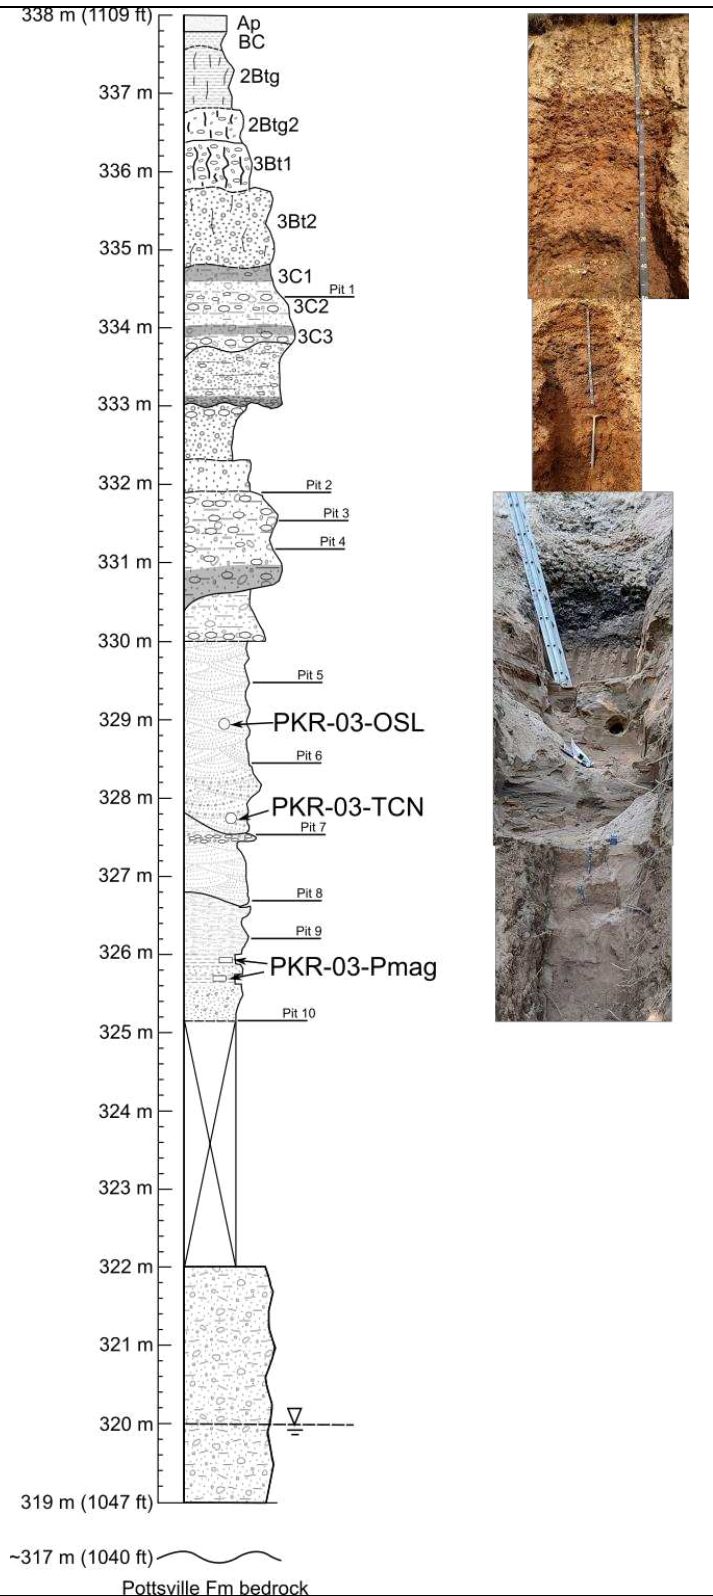 338 m (1109 ft)
Ap
BC
2Btg
337 m
2Btg2
336 m
3Bt1
3Bt2
335 m
3C1
Pit 1
3C2
334 m
3C3
333 m
332 m
Pit 2
Pit 3
Pit 4
331 m
330 m
Pit 5
329 m
PKR-03-OSL
Pit 6
328 m
PKR-03-TCN
Pit 7
327 m
Pit 8
Pit 9
326 m
PKR-03-Pmag
Pit 10
325 m
324 m
323 m
322 m
321 m
320 m
319 m (1047 ft)
~317 m (1040 ft)
Pottsville Fm bedrock